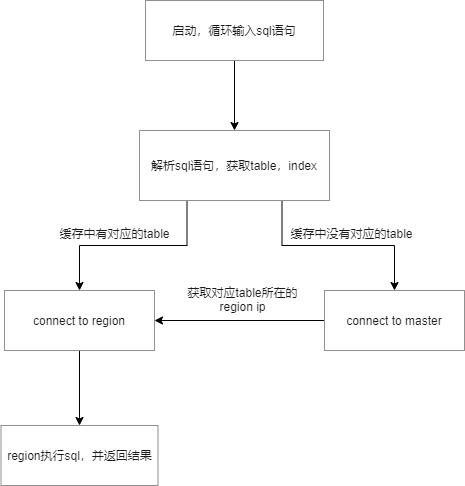 启动，循环输入sql语句
解析sql语句，获取table，index
缓存中有对应的table
缓存中没有对应的table
获取对应table所在的
region ip
connect to region
connect to master
region执行sql，并返回结果